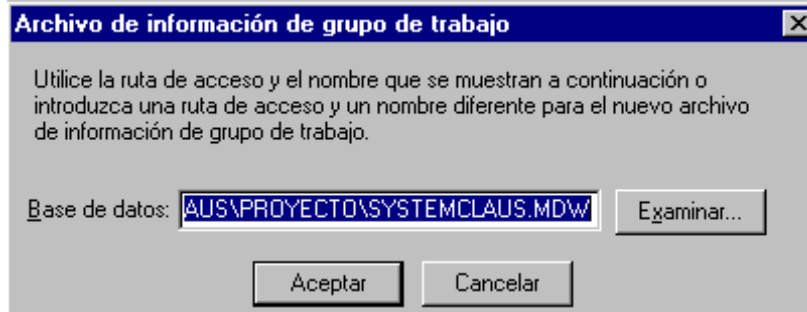 Archivo de información de grupo de trabajo
Utilice la ruta de acceso y el nombre que se muestran a continuación o
introduzca una ruta de acceso y un nombre diferente para el nuevo archivo
de información de grupo de trabajo.
Base de datos: AUS\PROYECTO\SYSTEMCLAUS.MDW Examinar...
Aceptar Cancelar